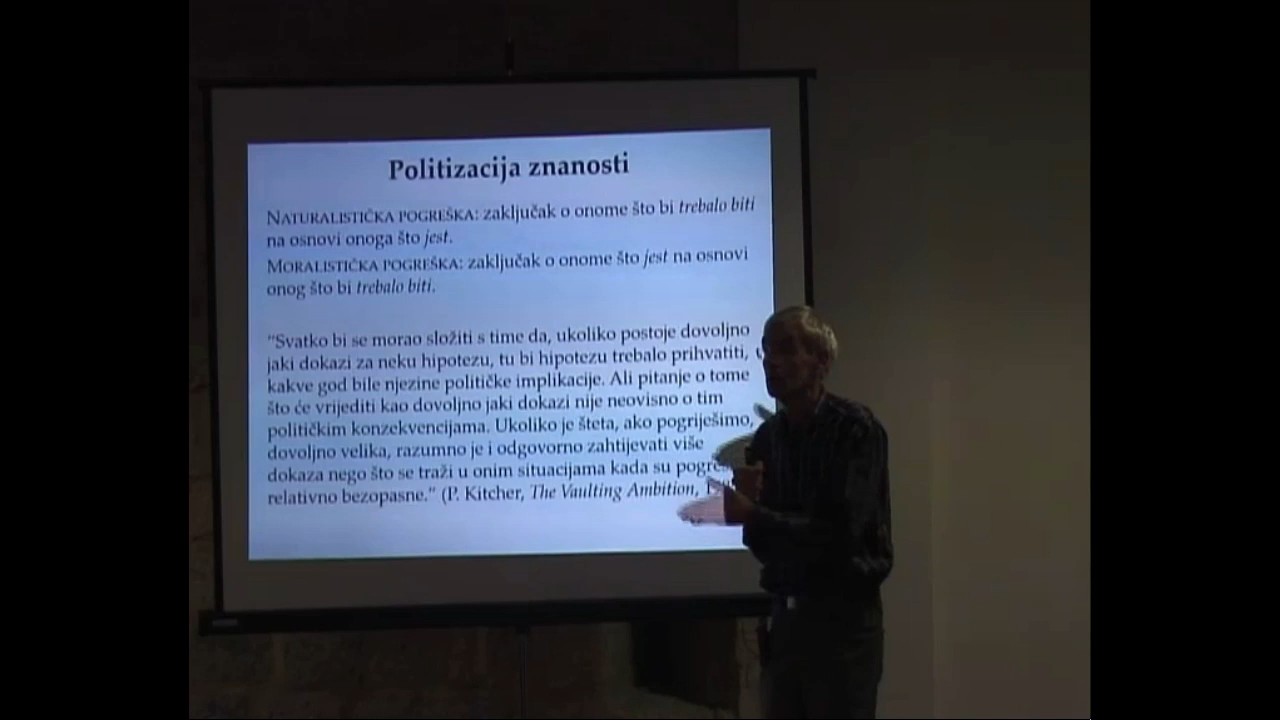 Politizacija znanosti
NATURALISTIČKA POGREŠKA: zaključak o onome što bi trebalo biti
na osnovi onoga što jest.
MORALISTIČKA POGREŠKA: zaključak o onome što jest na osnovi
onog što bi trebalo biti.
“Svatko bi se morao složiti s time da, ukoliko postoje dovoljno
jaki dokazi za neku hipotezu, tu bi hipotezu trebalo prihvatiti,
kakve god bile njezine političke implikacije. Ali pitanje o tome
što će vrijediti kao dovoljno jaki dokazi nije neovisno o tim
političkim konzekvencijama. Ukoliko je šteta, ako pogriješimo,
dovoljno velika, razumno je i odgovorno zahtijevati više
dokaza nego što se traži u onim situacijama kada su
relativno bezopasne.” (P. Kitcher, The Vaulting Ambition,